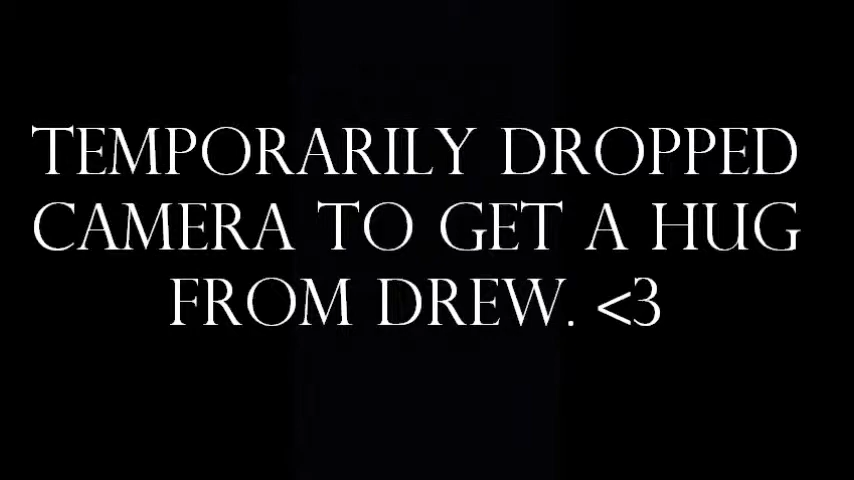 TEMPORARILY DROPPED
CAMERA TO GET A HUG
FROM DREW. <3